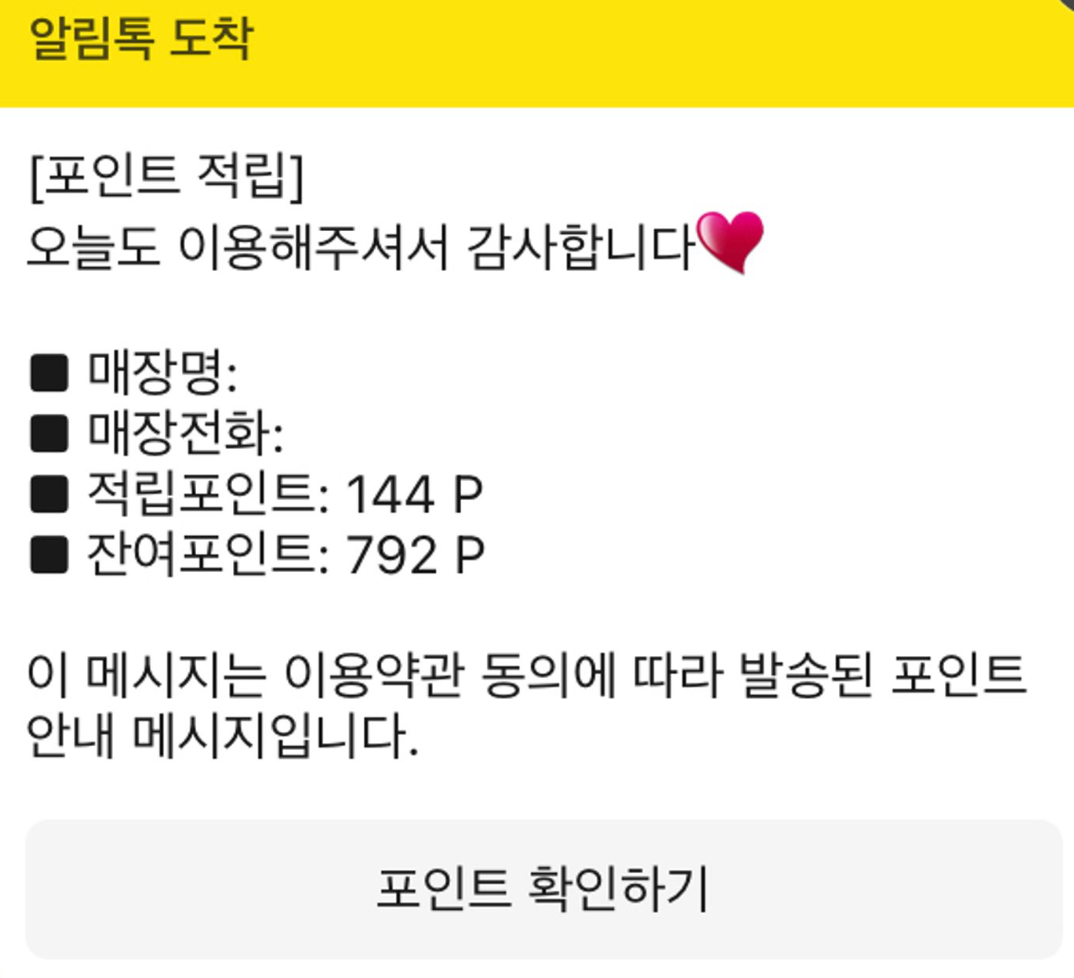 알림톡 도착
[포인트 적립]
오늘도 이용해주셔서 감사합니다💘
■ 매장명:
■ 매장전화:
■ 적립포인트: 144 P
■ 잔여포인트: 792 P
이 메시지는 이용약관 동의에 따라 발송된 포인트
안내 메시지입니다.
포인트 확인하기